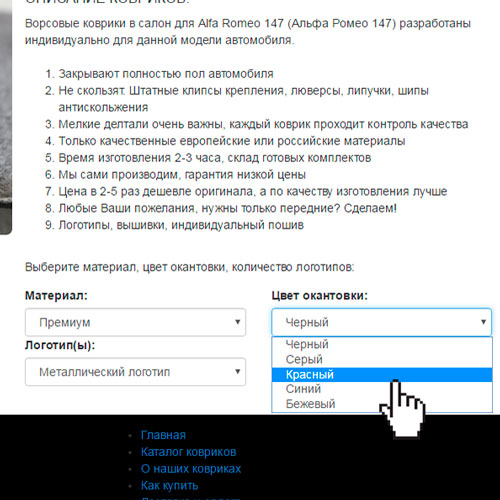 ОПИСАНИЕ КОВРИКОВ:
Ворсовые коврики в салон для Alfa Romeo 147 (Альфа Ромео 147) разработаны
индивидуально для данной модели автомобиля.
1. Закрывают полностью пол автомобиля
2. Не скользят. Штатные клипсы крепления, люверсы, липучки, шипы
антискольжения
3. Мелкие делтали очень важны, каждый коврик проходит контроль качества
4. Только качественные европейские или российские материалы
5. Время изготовления 2-3 часа, склад готовых комплектов
6. Мы сами производим, гарантия низкой цены
7. Цена в 2-5 раз дешевле оригинала, а по качеству изготовления лучше
8. Любые Ваши пожелания, нужны только передние? Сделаем!
9. Логотипы, вышивки, индивидуальный пошив
Выберите материал, цвет окантовки, количество логотипов:
Материал:
Премиум
Логотип(ы):
Металлический логотип
Цвет окантовки:
Черный
Черный
Серый
Красный
Синий
Бежевый
Главная
Каталог ковриков
О наших ковриках
Как купить
Доставка и оплата